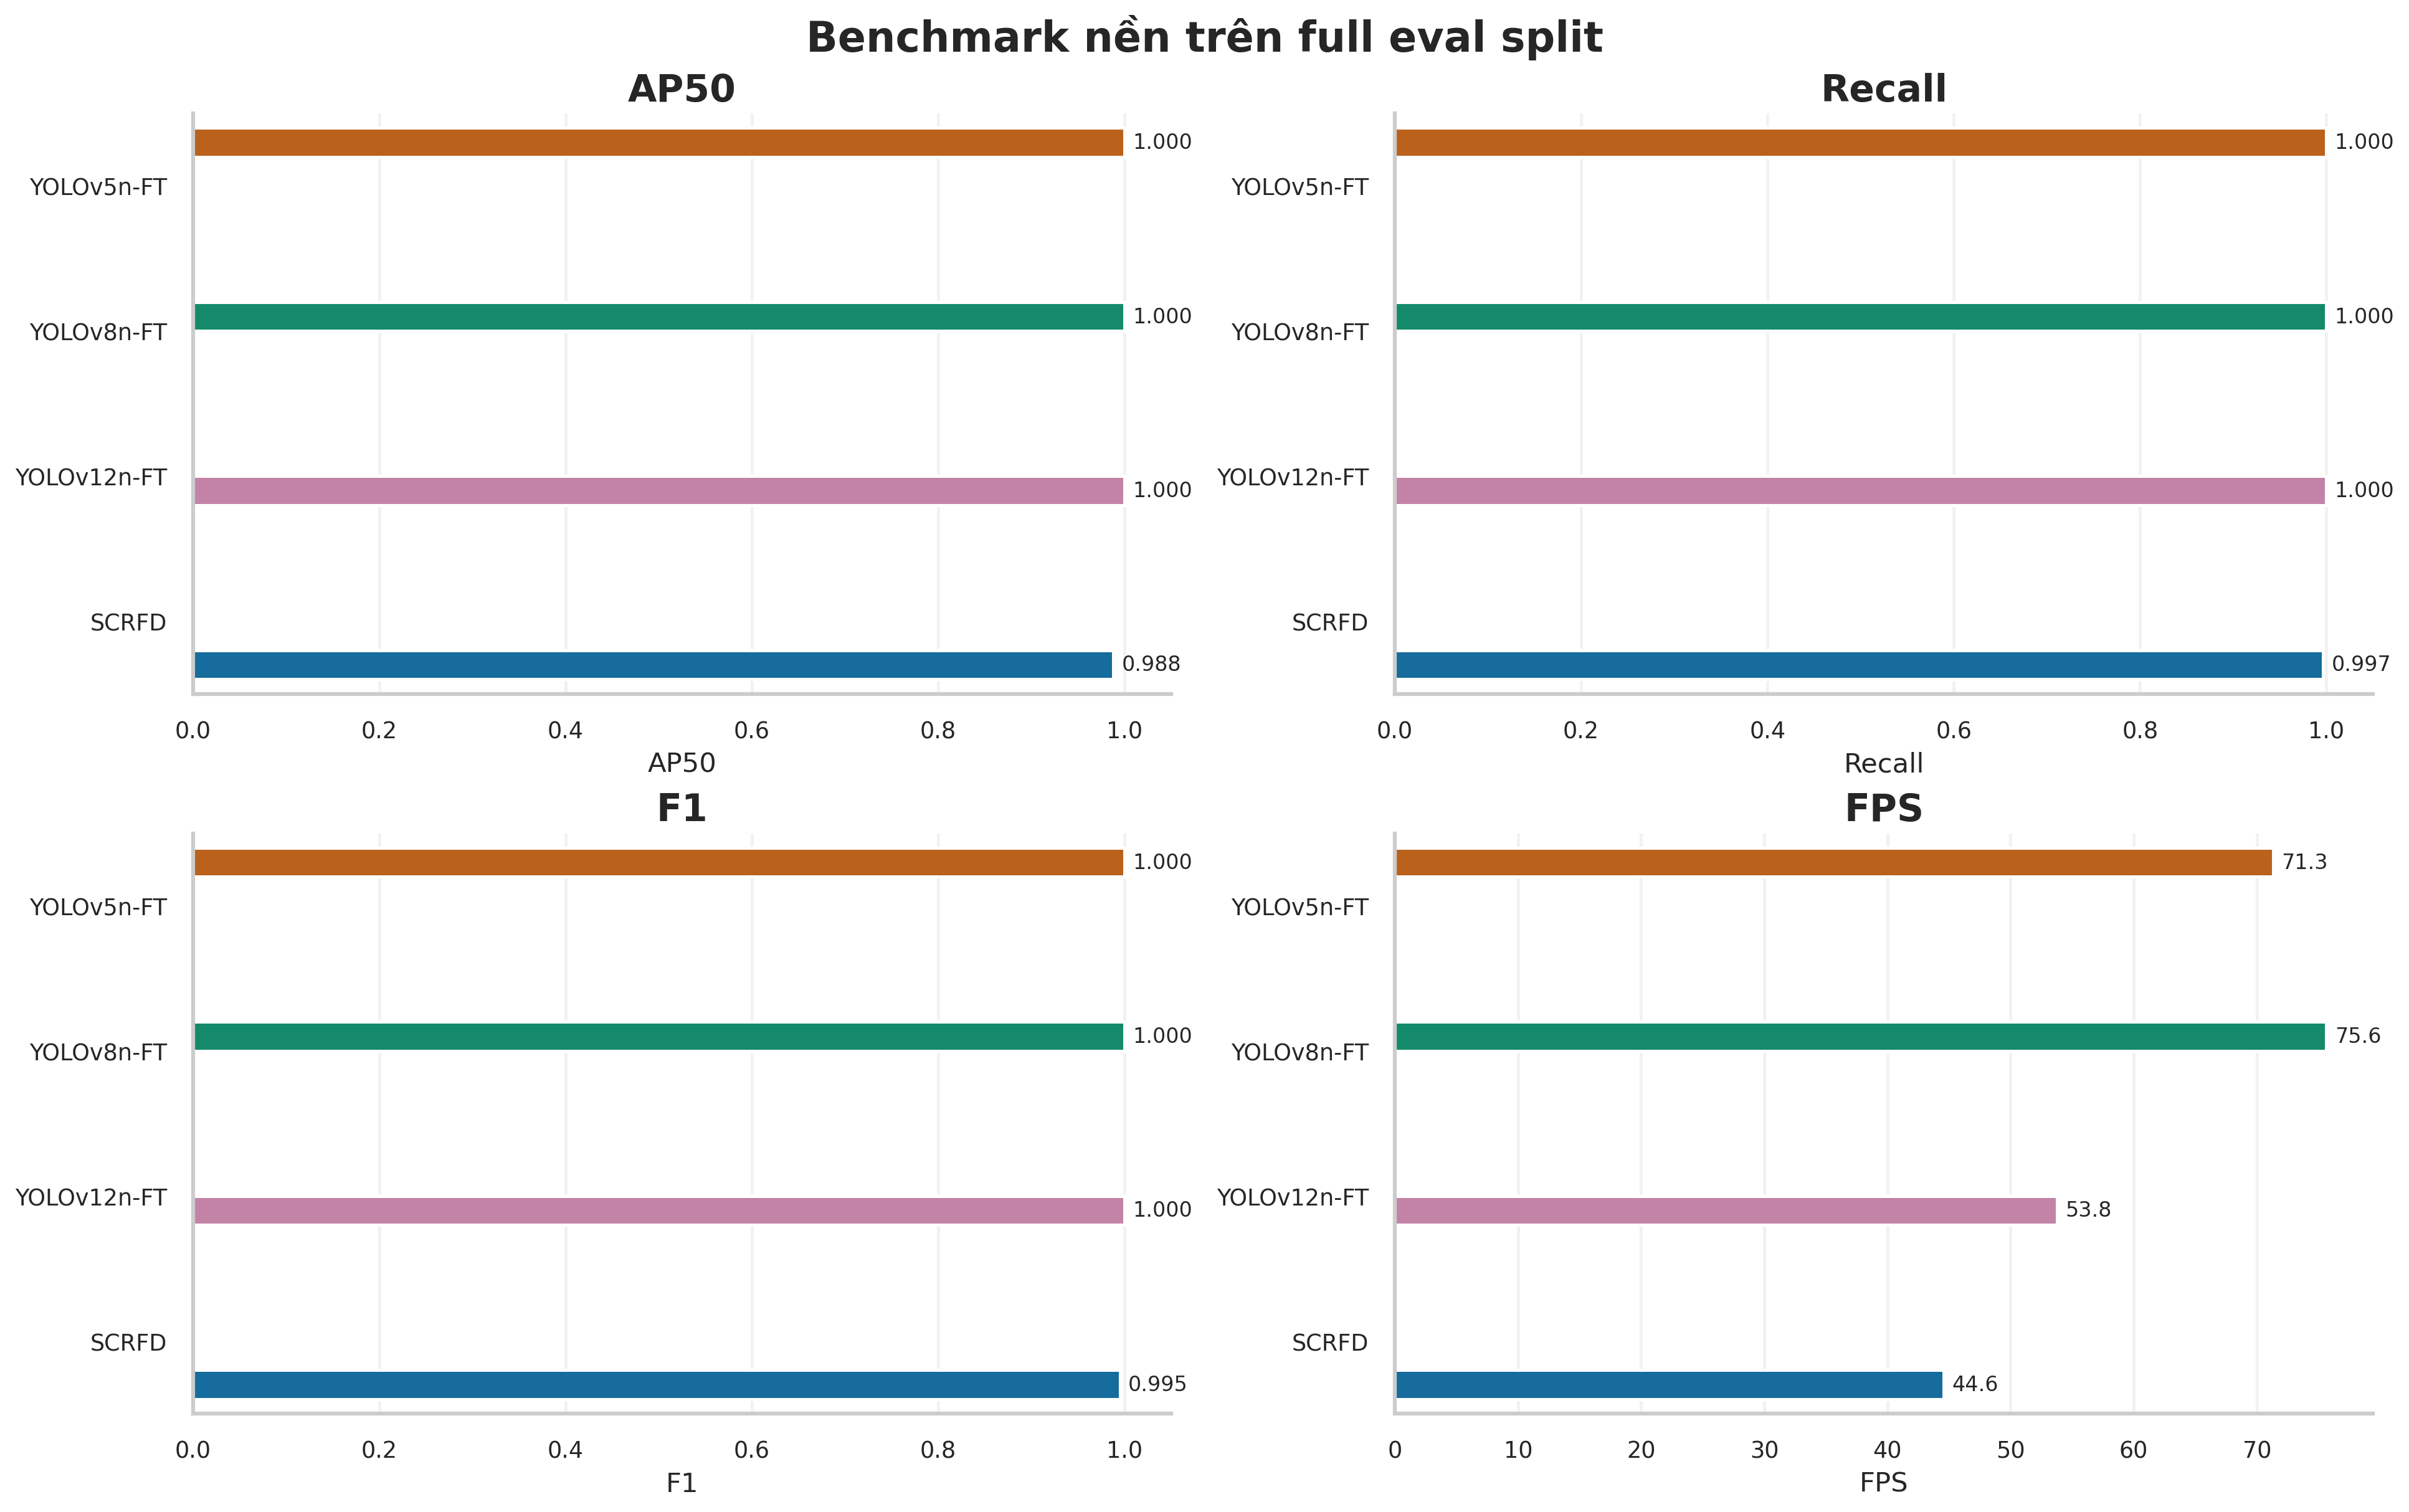 Benchmark nền trên full eval split
AP50
YOLOv5n-FT
YOLOv8n-FT
YOLOv12n-FT
SCRFD
1.000
1.000
1.000
0.988
0.0 0.2 0.4 0.6 0.8 1.0
AP50
Recall
YOLOv5n-FT
YOLOv8n-FT
YOLOv12n-FT
SCRFD
1.000
1.000
1.000
0.997
0.0 0.2 0.4 0.6 0.8 1.0
Recall
F1
YOLOv5n-FT
YOLOv8n-FT
YOLOv12n-FT
SCRFD
1.000
1.000
1.000
0.995
0.0 0.2 0.4 0.6 0.8 1.0
F1
FPS
YOLOv5n-FT
YOLOv8n-FT
YOLOv12n-FT
SCRFD
71.3
75.6
53.8
44.6
0 10 20 30 40 50 60 70
FPS